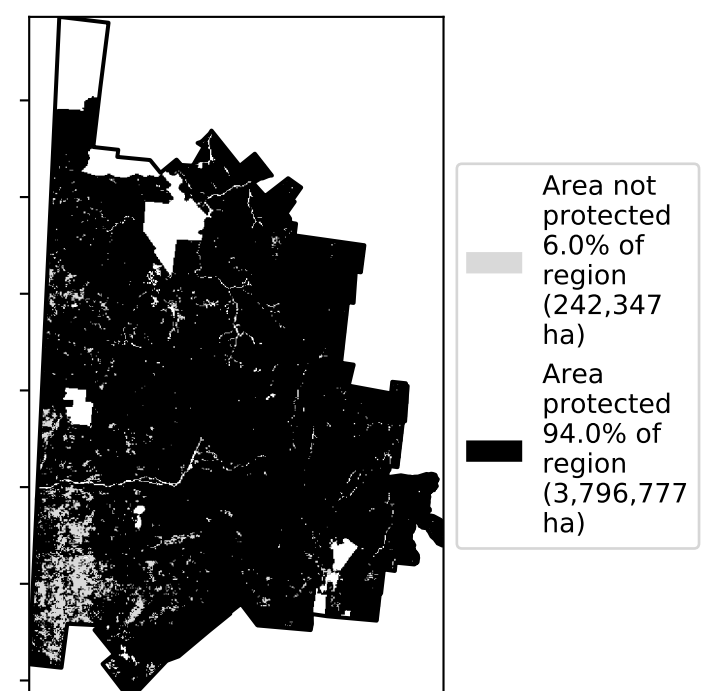 Area not
protected
6.0% of
region
(242,347
ha)
Area
protected
94.0% of
region
(3,796,777
ha)